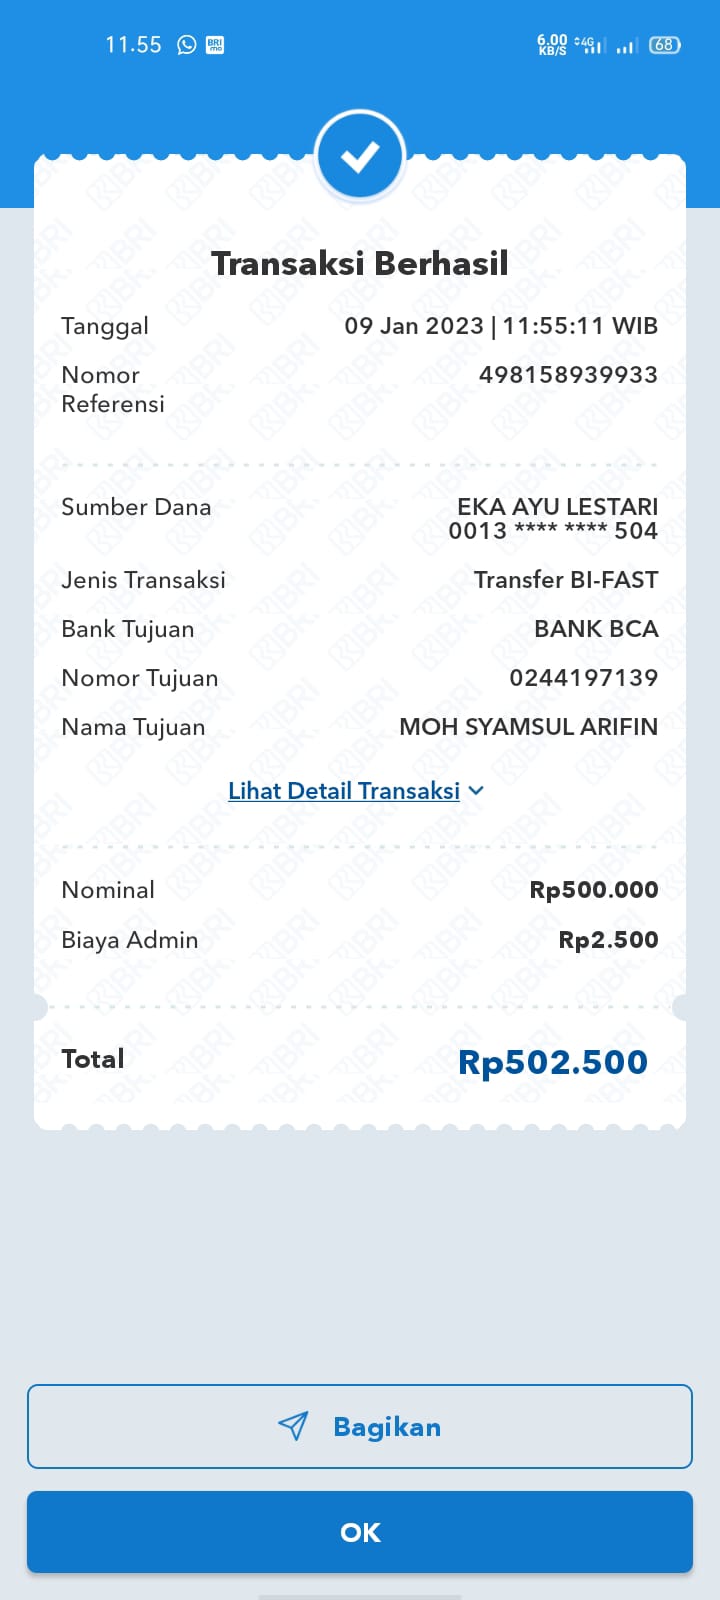 11.55 BRI mo 6.00 KB/S 4G 68
Transaksi Berhasil
Tanggal 09 Jan 2023 | 11:55:11 WIB
Nomor Referensi 498158939933
Sumber Dana EKA AYU LESTARI
0013 **** **** 504
Jenis Transaksi Transfer BI-FAST
Bank Tujuan BANK BCA
Nomor Tujuan 0244197139
Nama Tujuan MOH SYAMSUL ARIFIN
Lihat Detail Transaksi
Nominal Rp500.000
Biaya Admin Rp2.500
Total Rp502.500
Bagikan
OK